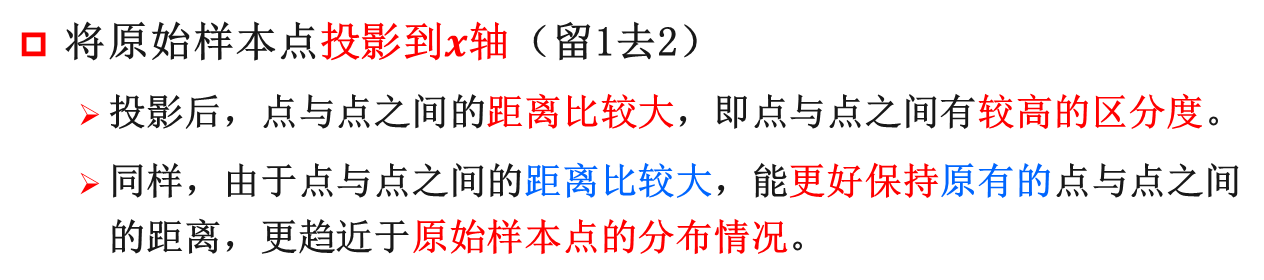 将原始样本点投影到x轴（留1去2）
投影后，点与点之间的距离比较大，即点与点之间有较高的区分度。
同样，由于点与点之间的距离比较大，能更好保持原有的点与点之间
的距离，更趋近于原始样本点的分布情况。